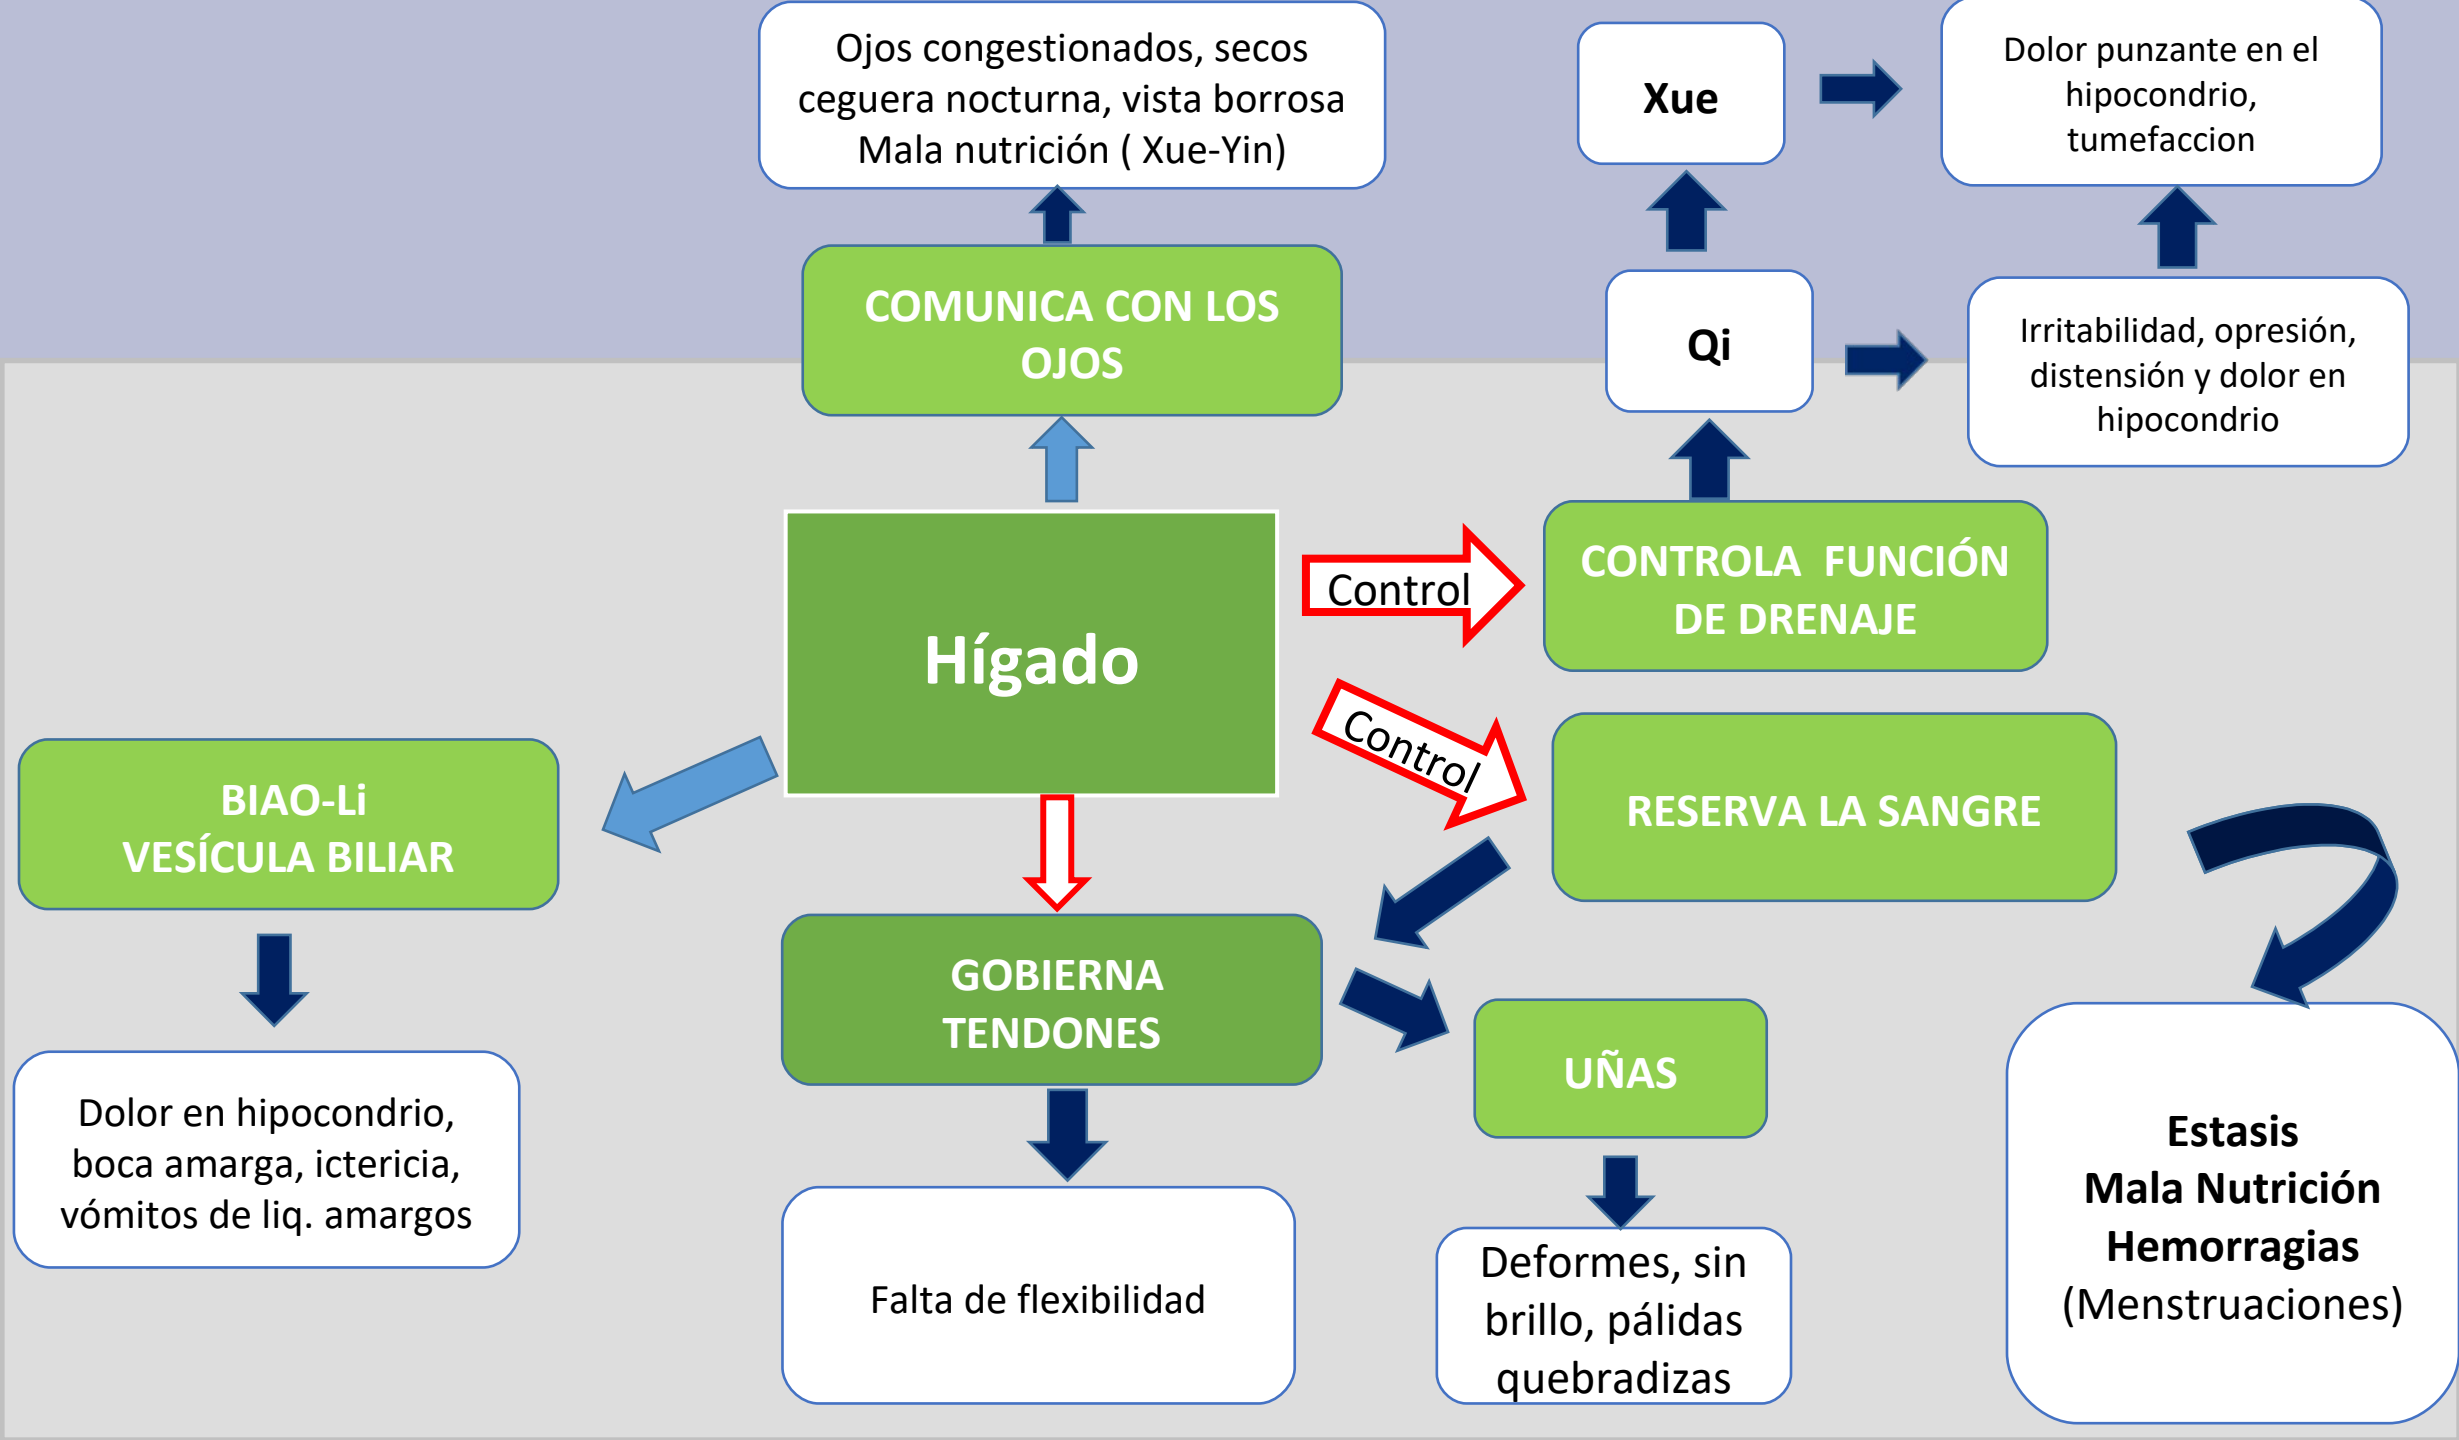 Ojos congestionados, secos
ceguera nocturna, vista borrosa
Mala nutrición ( Xue-Yin)
Xue
Dolor punzante en el
hipocondrio,
tumefaccion
COMUNICA CON LOS
OJOS
Qi
Irritabilidad, opresión,
distensión y dolor en
hipocondrio
Hígado
Control
CONTROLA  FUNCIÓN
DE DRENAJE
Control
RESERVA LA SANGRE
BIAO-Li
VESÍCULA BILIAR
GOBIERNA
TENDONES
UÑAS
Dolor en hipocondrio,
boca amarga, ictericia,
vómitos de liq. amargos
Falta de flexibilidad
Deformes, sin
brillo, pálidas
quebradizas
Estasis
Mala Nutrición
Hemorragias
(Menstruaciones)